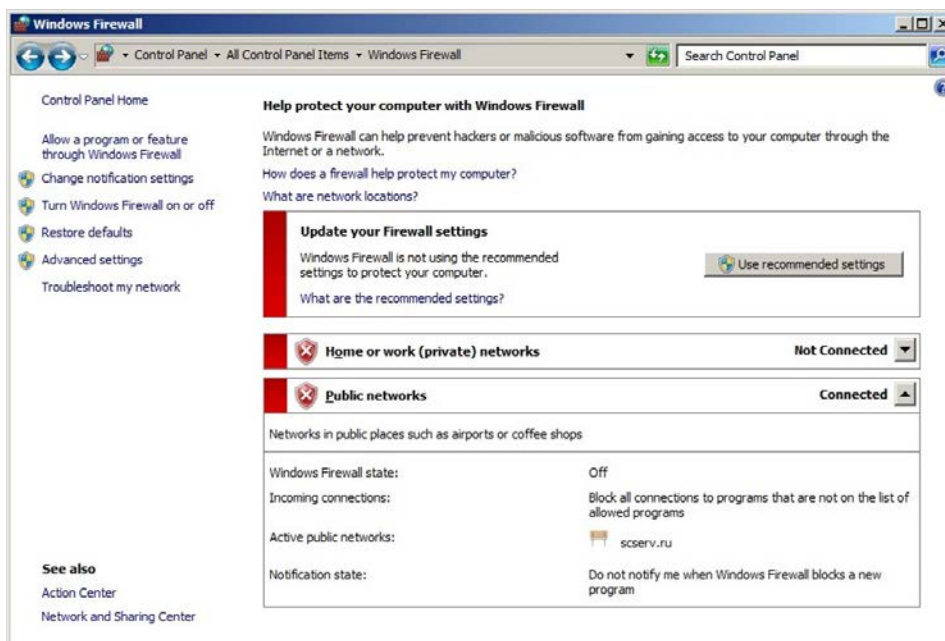 Windows Firewall
Control Panel
All Control Panel Items
Windows Firewall
Search Control Panel
Control Panel Home
Allow a program or feature
through Windows Firewall
Change notification settings
Turn Windows Firewall on or off
Restore defaults
Advanced settings
Troubleshoot my network
See also
Action Center
Network and Sharing Center
Help protect your computer with Windows Firewall
Windows Firewall can help prevent hackers or malicious software from gaining access to your computer through the
Internet or a network.
How does a firewall help protect my computer?
What are network locations?
Update your Firewall settings
Windows Firewall is not using the recommended
settings to protect your computer.
What are the recommended settings?
Use recommended settings
Home or work (private) networks
Not Connected
Public networks
Connected
Networks in public places such as airports or coffee shops
Windows Firewall state:
Off
Incoming connections:
Block all connections to programs that are not on the list of
allowed programs
Active public networks:
scserv.ru
Notification state:
Do not notify me when Windows Firewall blocks a new
program